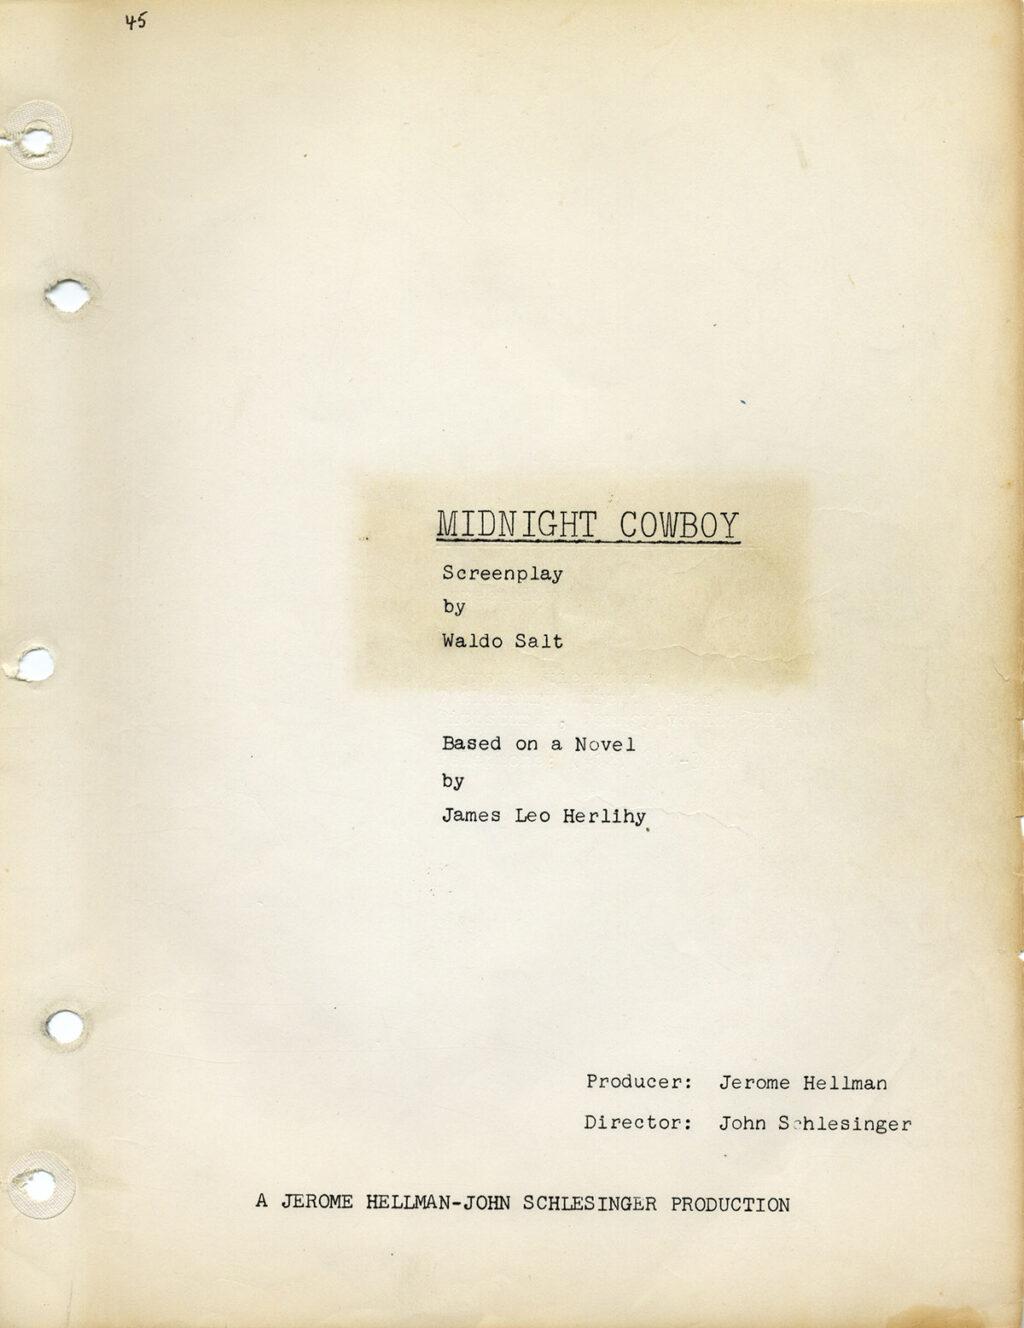 45
MIDNIGHT COWBOY
Screenplay
by
Waldo Salt
Based on a Novel
by
James Leo Herlihy
Producer: Jerome Hellman
Director: John Schlesinger
A JEROME HELLMAN-JOHN SCHLESINGER PRODUCTION